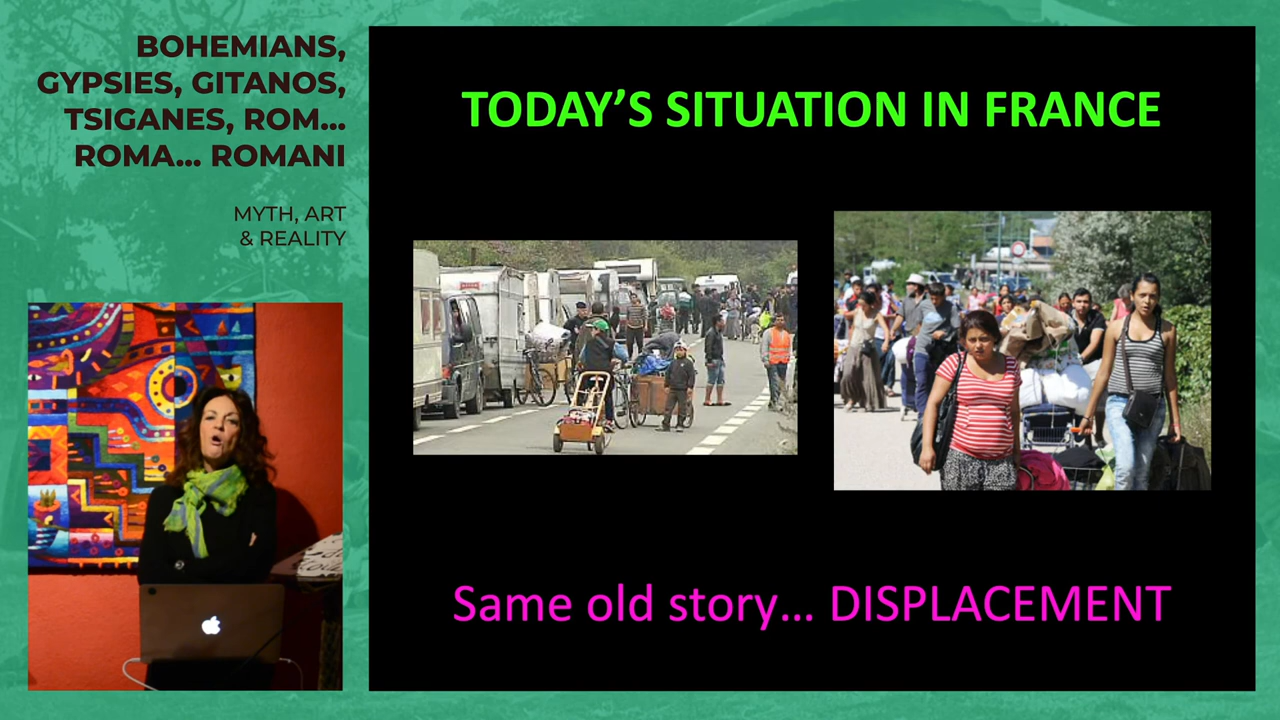 BOHEMIANS,
GYPSIES, GITANOS,
TSIGANES, ROM...
ROMA... ROMANI
MYTH, ART
& REALITY
TODAY’S SITUATION IN FRANCE
Same old story... DISPLACEMENT